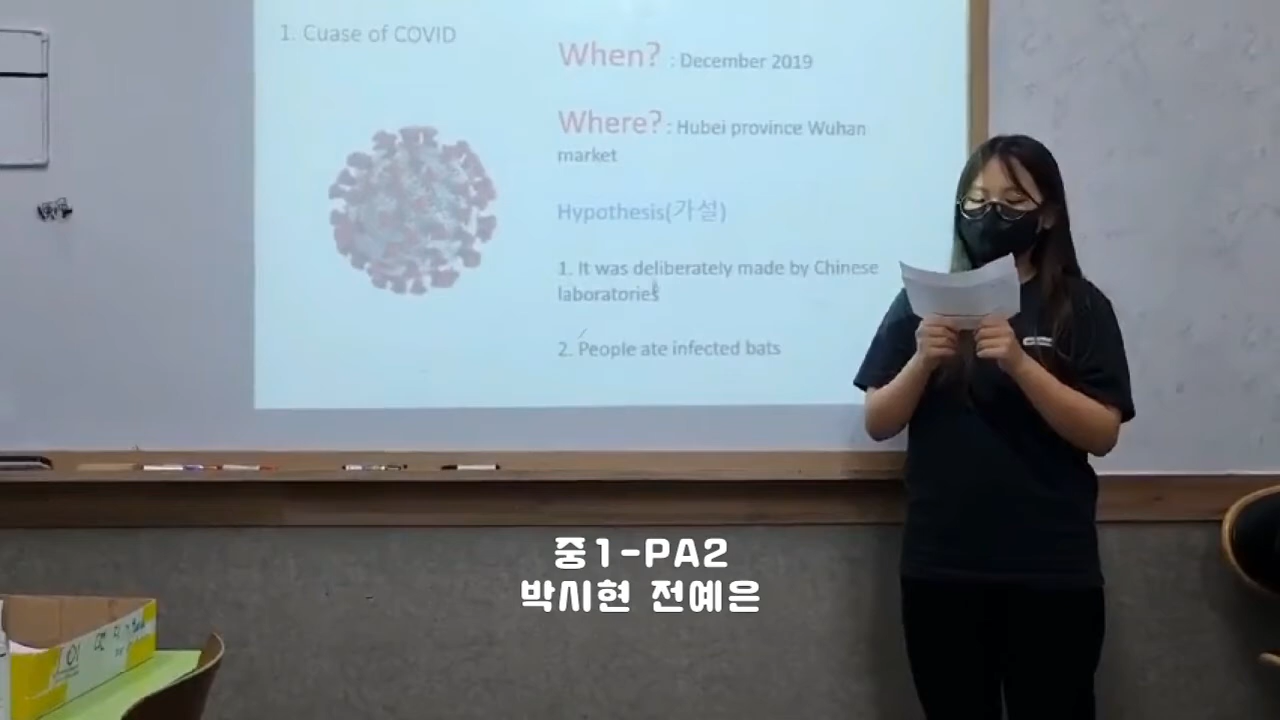 1. Cuase of COVID
When? : December 2019
Where? : Hubei province Wuhan
market
Hypothesis(가설)
1. It was deliberately made by Chinese
laboratories
2. People ate infected bats
중1-PA2
박시현 전예은